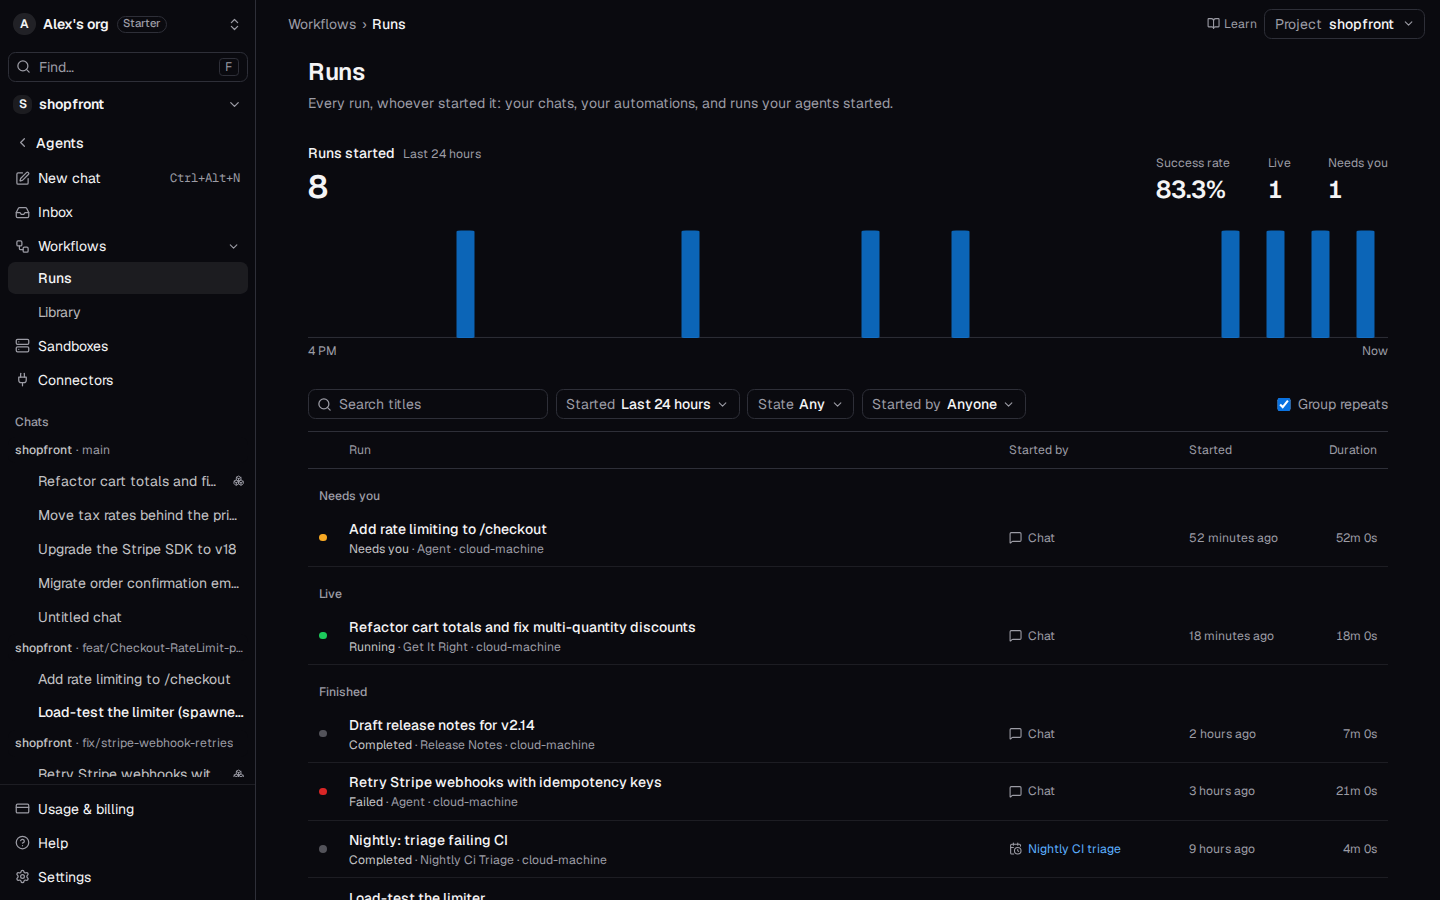 A Alex's org Starter
Find... F
S shopfront
Agents
New chat Ctrl+Alt+N
Inbox
Workflows
Runs
Library
Sandboxes
Connectors
Chats
shopfront · main
Refactor cart totals and fi...
Move tax rates behind the pri...
Upgrade the Stripe SDK to v18
Migrate order confirmation em...
Untitled chat
shopfront · feat/Checkout-RateLimit-p...
Add rate limiting to /checkout
Load-test the limiter (spawne...
shopfront · fix/stripe-webhook-retries
Retry Stripe webhooks wit...
Usage & billing
Help
Settings
Workflows › Runs
Learn
Project shopfront
Runs
Every run, whoever started it: your chats, your automations, and runs your agents started.
Runs started Last 24 hours
8
Success rate Live Needs you
83.3% 1 1
4 PM Now
Search titles Started Last 24 hours State Any Started by Anyone Group repeats
Run Started by Started Duration
Needs you
Add rate limiting to /checkout
Needs you · Agent · cloud-machine
Chat 52 minutes ago 52m 0s
Live
Refactor cart totals and fix multi-quantity discounts
Running · Get It Right · cloud-machine
Chat 18 minutes ago 18m 0s
Finished
Draft release notes for v2.14
Completed · Release Notes · cloud-machine
Chat 2 hours ago 7m 0s
Retry Stripe webhooks with idempotency keys
Failed · Agent · cloud-machine
Chat 3 hours ago 21m 0s
Nightly: triage failing CI
Completed · Nightly Ci Triage · cloud-machine
Nightly CI triage 9 hours ago 4m 0s
Load-test the limiter